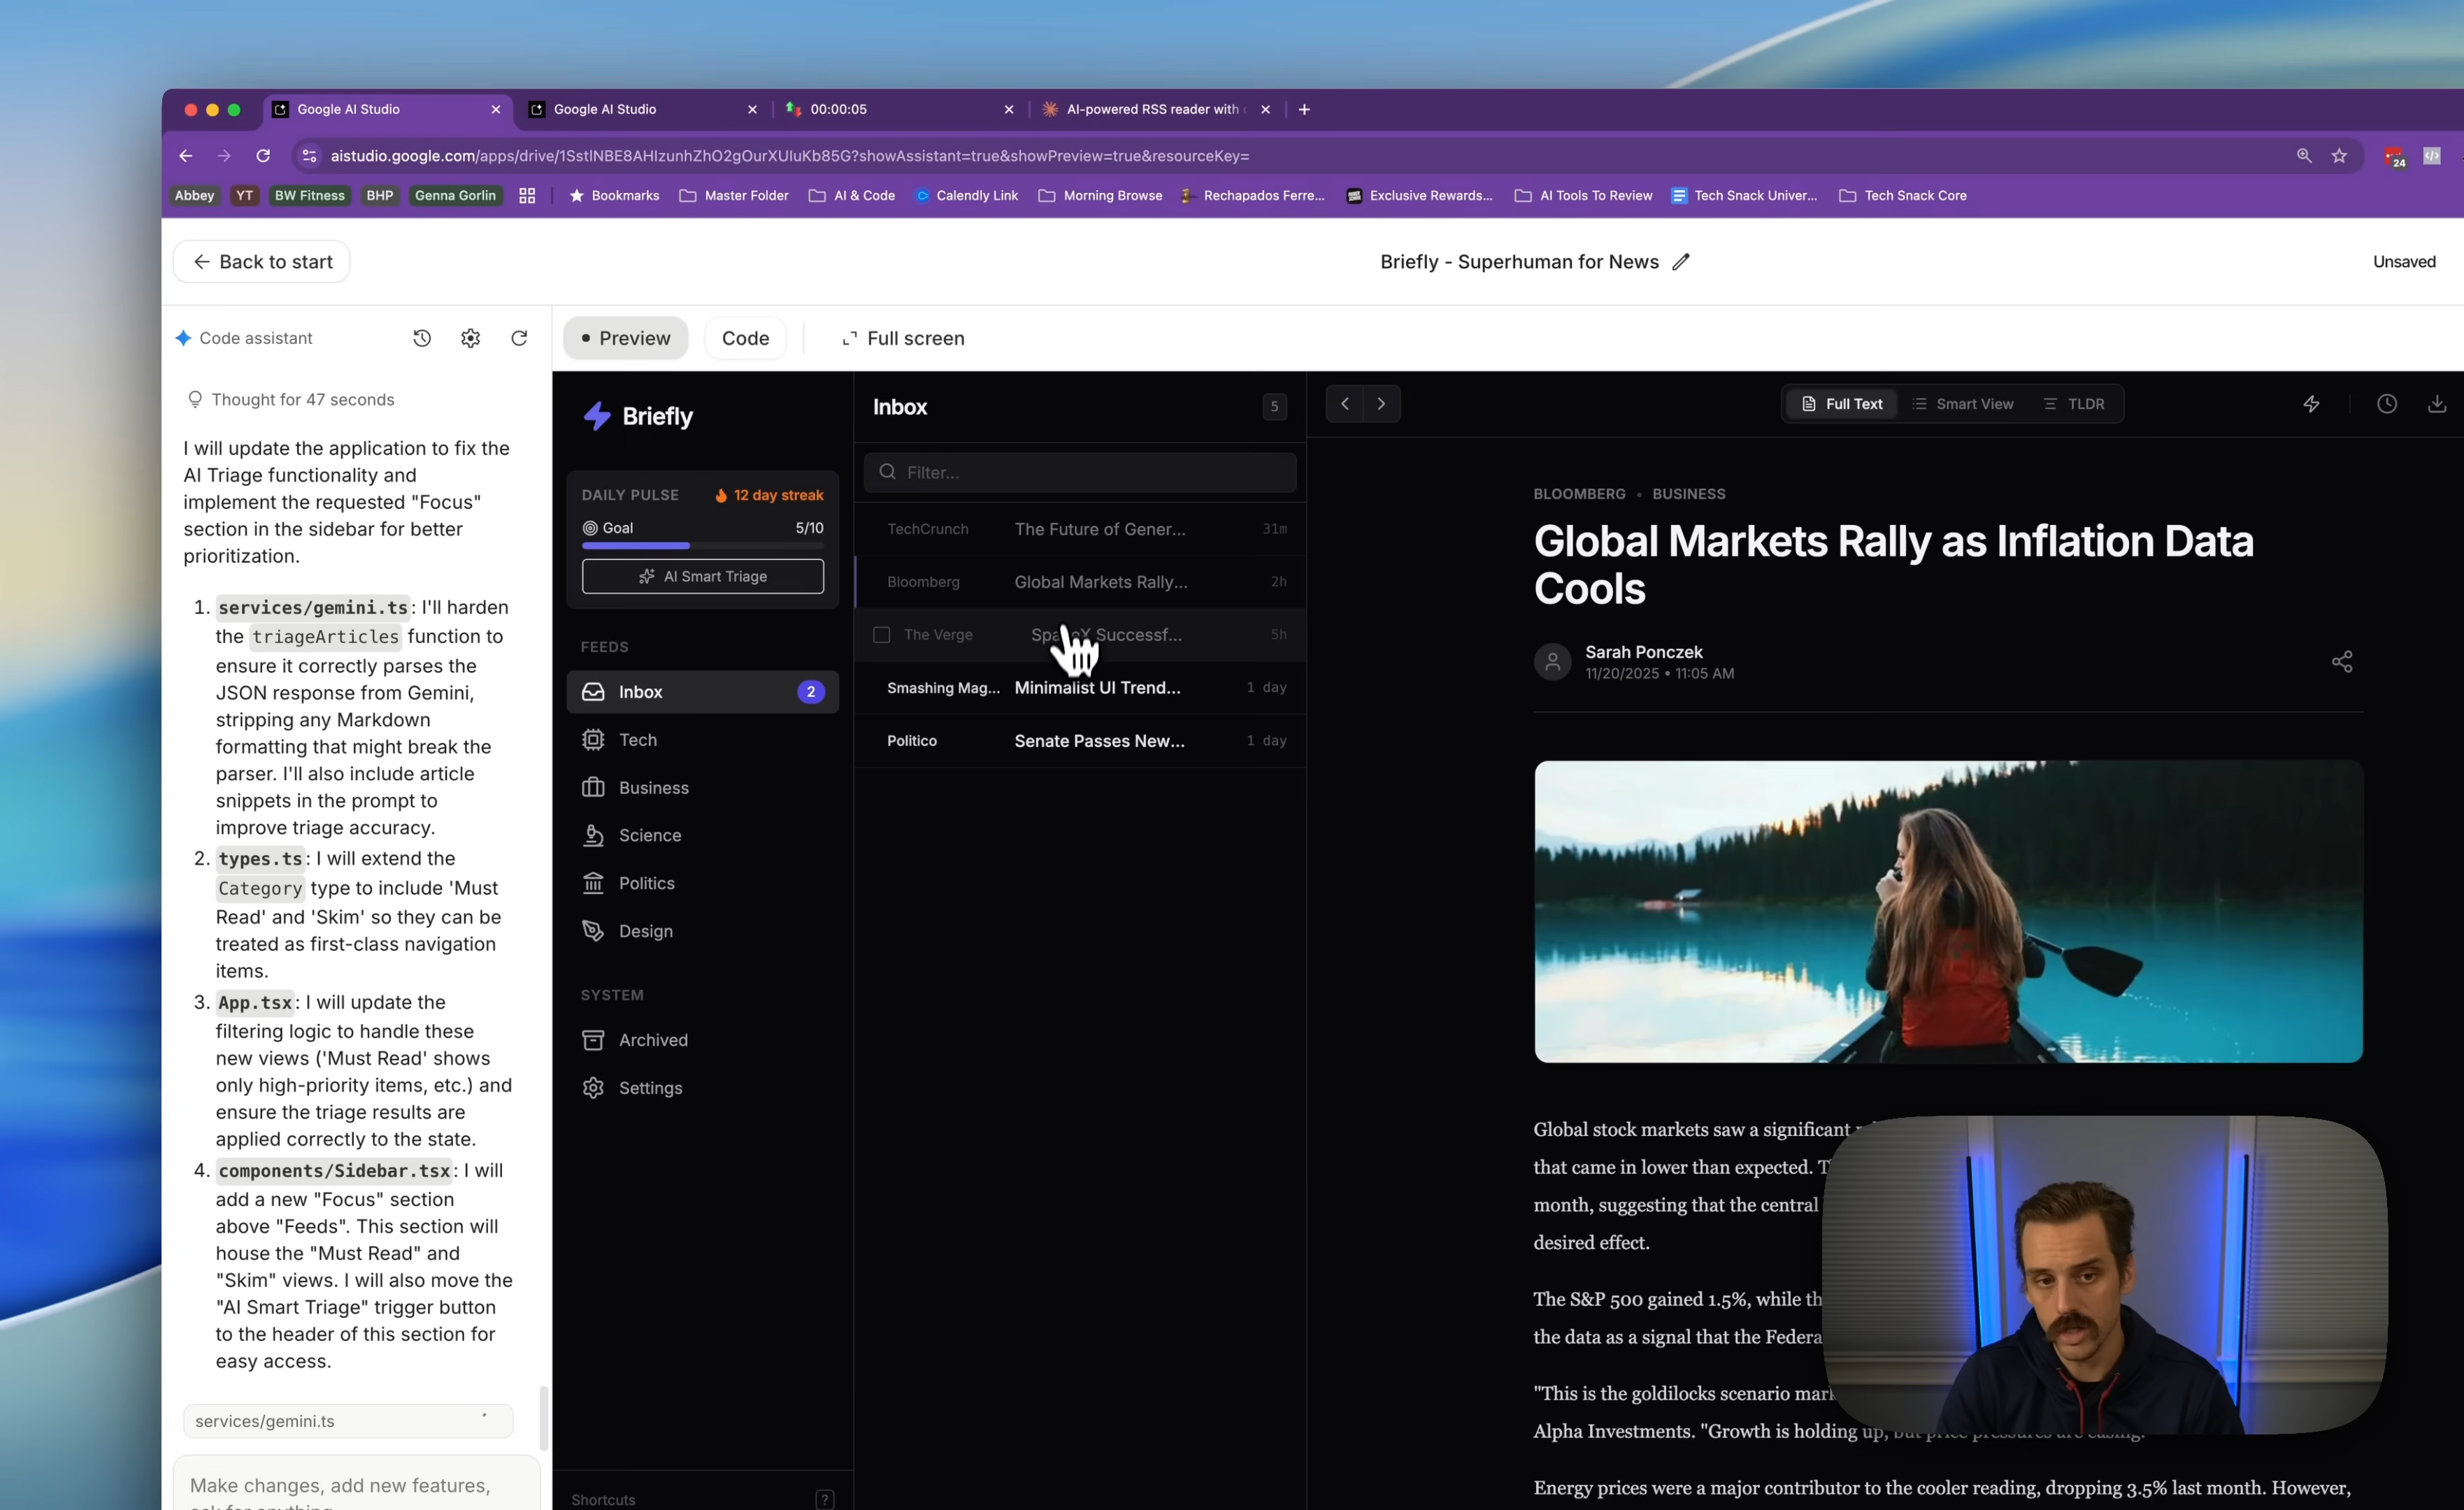 Google AI Studio
Google AI Studio
00:00:05
AI-powered RSS reader with
aistudio.google.com/apps/drive/1SstlNBE8AHIzunhZhO2gOurXUIuKb85G?showAssistant=true&showPreview=true&resourceKey=
24
Abbey
YT
BW Fitness
BHP
Genna Gorlin
Bookmarks
Master Folder
AI & Code
Calendly Link
Morning Browse
Rechapados Ferre...
Exclusive Rewards...
AI Tools To Review
Tech Snack Univer...
Tech Snack Core
Back to start
Briefly - Superhuman for News
Unsaved
Code assistant
Preview
Code
Full screen
Thought for 47 seconds
I will update the application to fix the
AI Triage functionality and
implement the requested "Focus"
section in the sidebar for better
prioritization.
1. services/gemini.ts: I'll harden
the triageArticles function to
ensure it correctly parses the
JSON response from Gemini,
stripping any Markdown
formatting that might break the
parser. I'll also include article
snippets in the prompt to
improve triage accuracy.
2. types.ts: I will extend the
Category type to include 'Must
Read' and 'Skim' so they can be
treated as first-class navigation
items.
3. App.tsx: I will update the
filtering logic to handle these
new views ('Must Read' shows
only high-priority items, etc.) and
ensure the triage results are
applied correctly to the state.
4. components/Sidebar.tsx: I will
add a new "Focus" section
above "Feeds". This section will
house the "Must Read" and
"Skim" views. I will also move the
"AI Smart Triage" trigger button
to the header of this section for
easy access.
services/gemini.ts
Make changes, add new features,
Briefly
DAILY PULSE
12 day streak
Goal
5/10
AI Smart Triage
FEEDS
Inbox
2
Tech
Business
Science
Politics
Design
SYSTEM
Archived
Settings
Shortcuts
?
Inbox
5
Filter...
TechCrunch The Future of Gener... 31m
Bloomberg Global Markets Rally... 2h
The Verge Successf... 5h
Smashing Mag... Minimalist UI Trend... 1 day
Politico Senate Passes New... 1 day
Full Text
Smart View
TLDR
BLOOMBERG • BUSINESS
Global Markets Rally as Inflation Data
Cools
Sarah Ponczek
11/20/2025 • 11:05 AM
Global stock markets saw a significant
that came in lower than expected.
month, suggesting that the central
desired effect.
The S&P 500 gained 1.5%, while
the data as a signal that the
"This is the goldilocks scenario
Alpha Investments. "Growth is holding up, but price pressures are easing."
Energy prices were a major contributor to the cooler reading, dropping 3.5% last month. However,